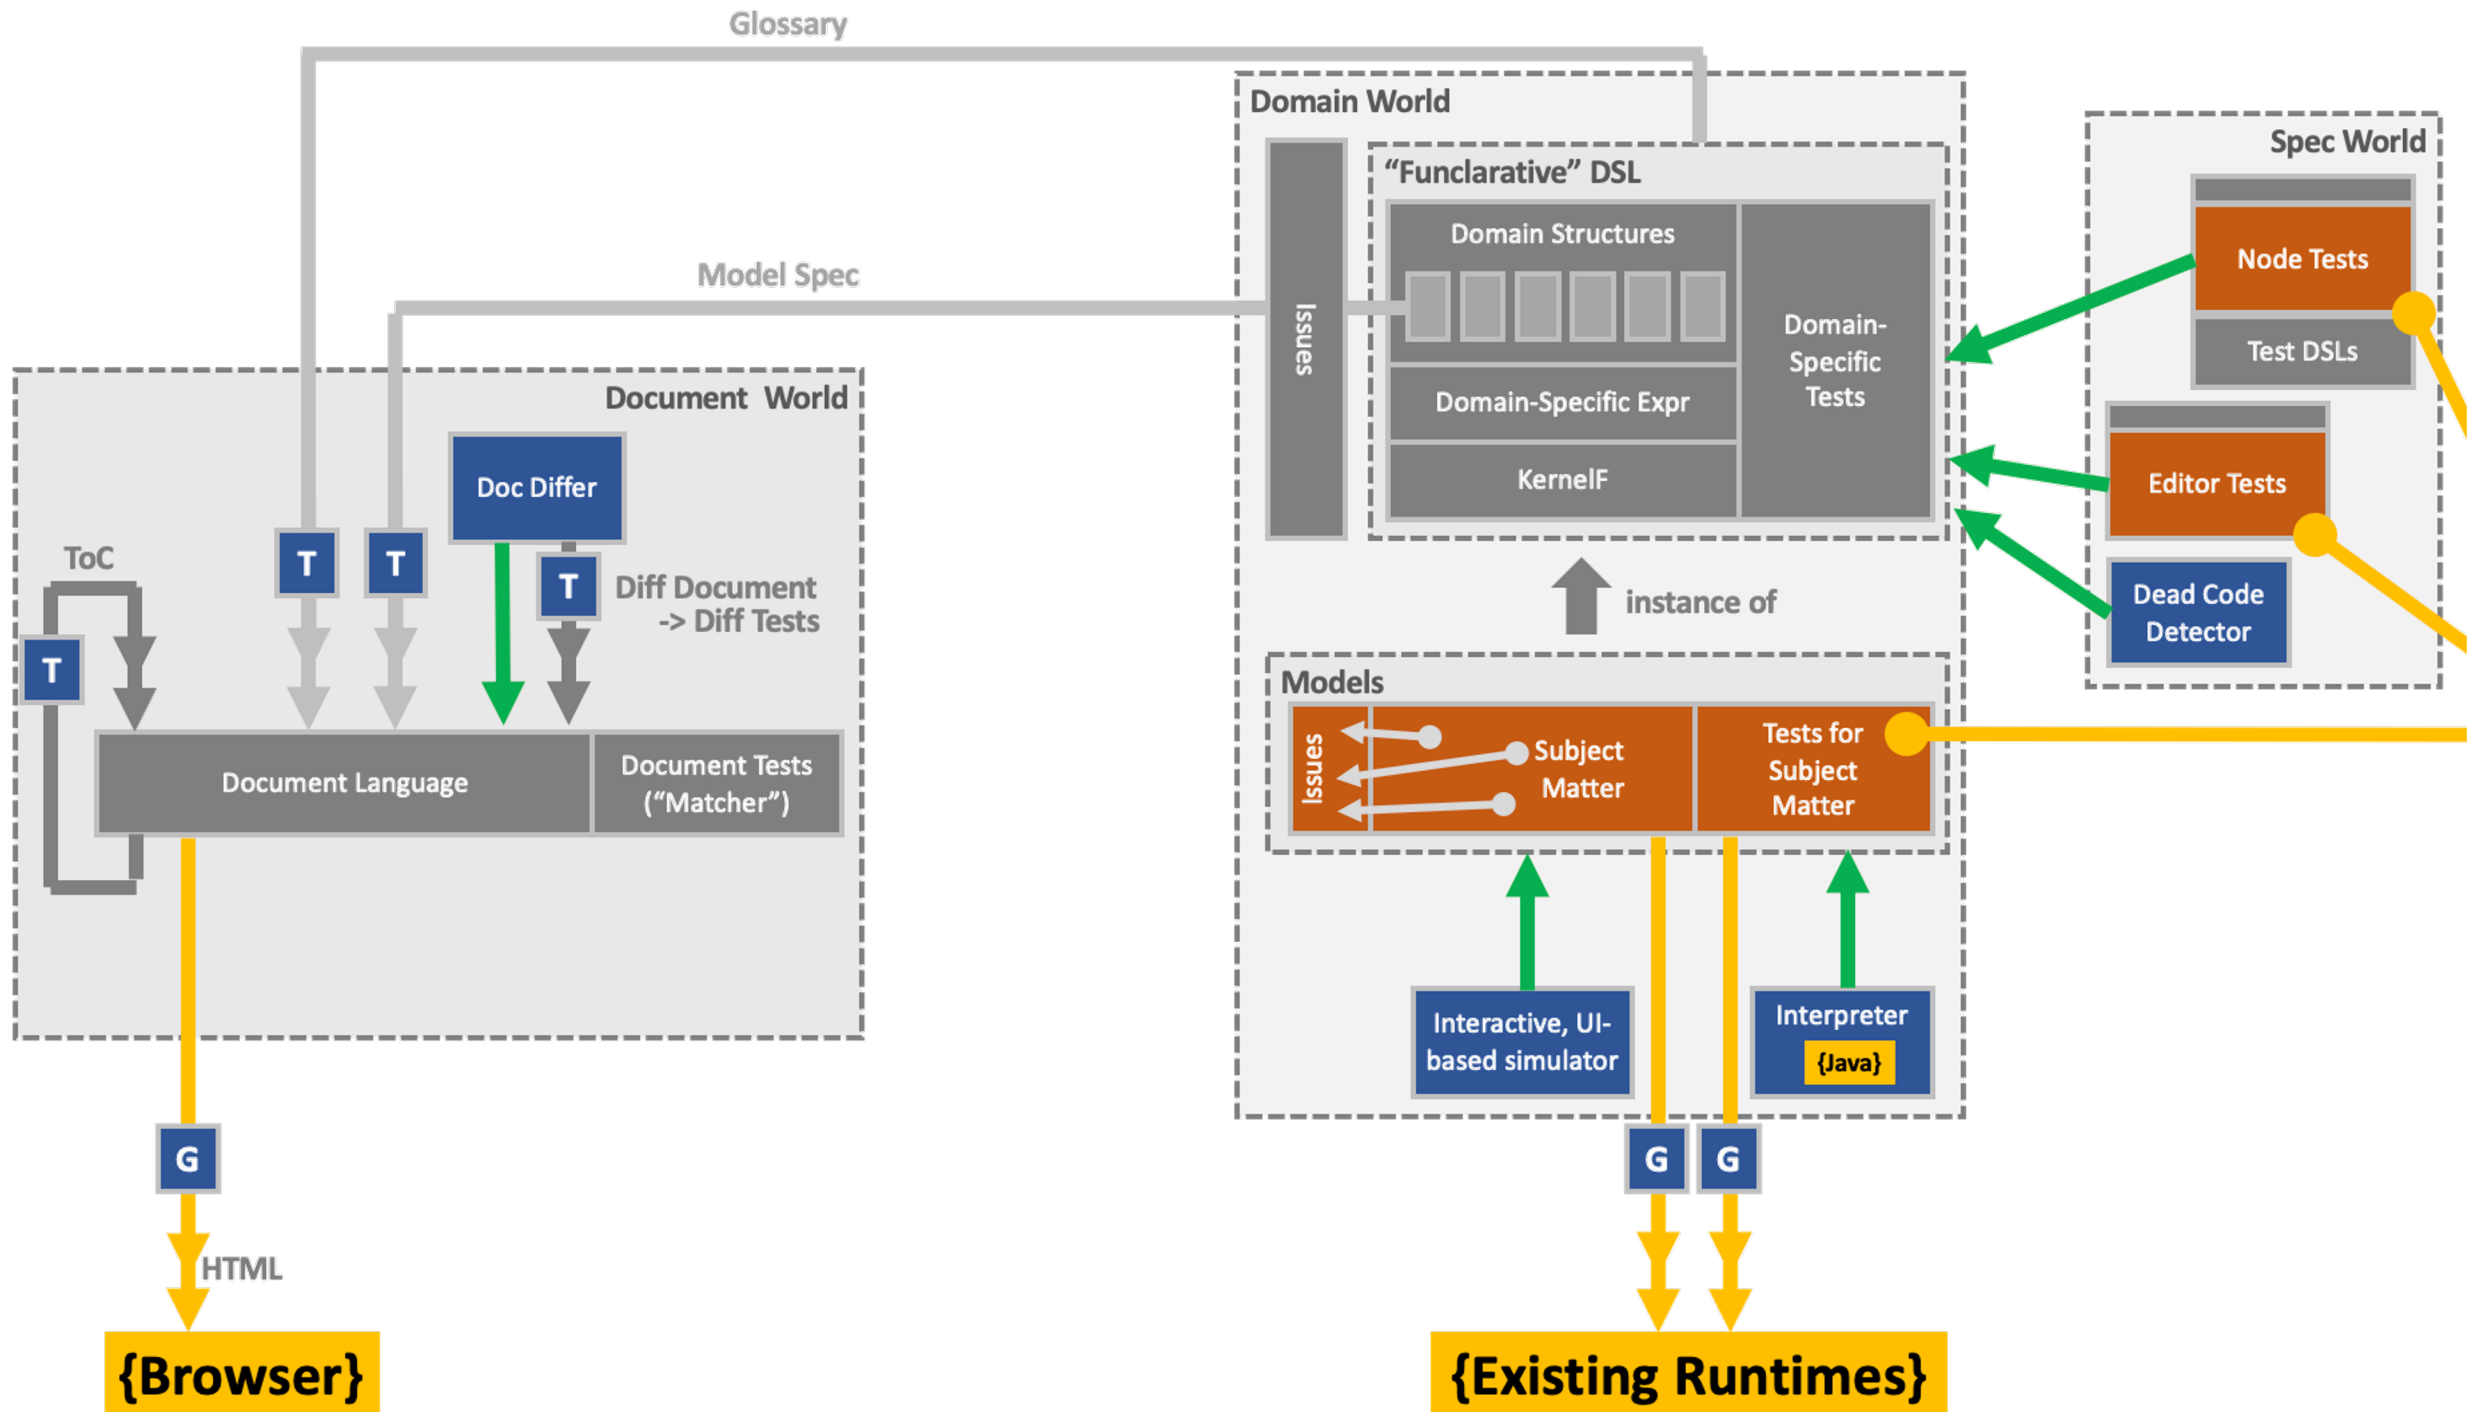 Glossary
Domain World
Spec World
“Funclarative” DSL
Domain Structures
Node Tests
Test DSLs
Model Spec
Issues
Domain-
Specific
Tests
Domain-Specific Expr
KernelF
Editor Tests
Dead Code
Detector
Document  World
Doc Differ
T
T
T
Diff Document
-> Diff Tests
ToC
T
Document Language
Document Tests
(“Matcher”)
instance of
Models
Issues
Subject
Matter
Tests for
Subject
Matter
Interactive, UI-
based simulator
Interpreter
{Java}
G
G
G
HTML
{Browser}
{Existing Runtimes}